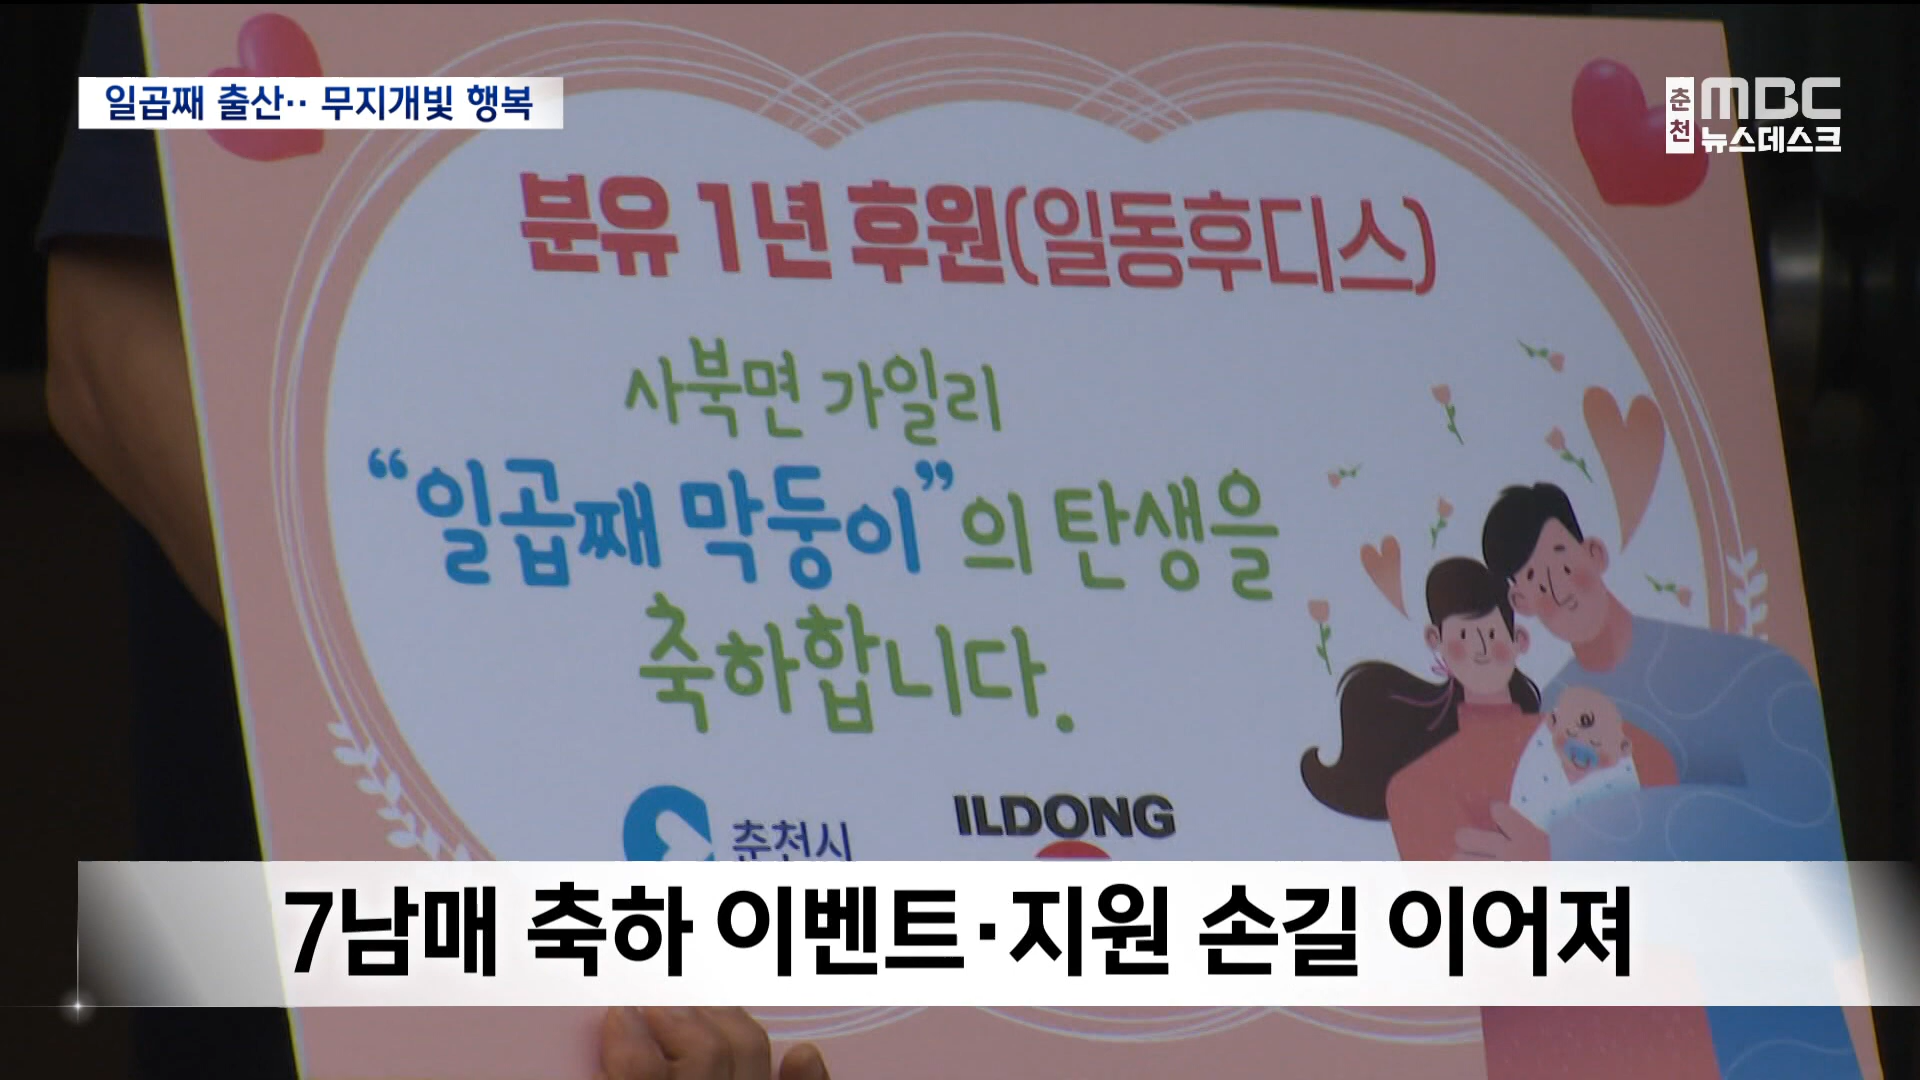 일곱째 출산‥ 무지개빛 행복
춘천 MBC
뉴스데스크
분유 1년 후원(일동후디스)
사북면 가일리
“일곱째 막둥이”의 탄생을
축하합니다.
춘천시
ILDONG
7남매 축하 이벤트·지원 손길 이어져